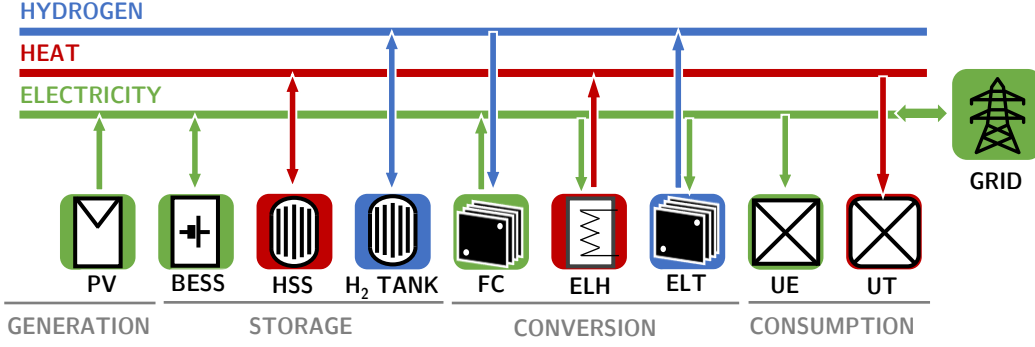 HYDROGEN
HEAT
ELECTRICITY
GRID
PV BESS HSS H₂ TANK FC ELH ELT UE UT
GENERATION STORAGE CONVERSION CONSUMPTION